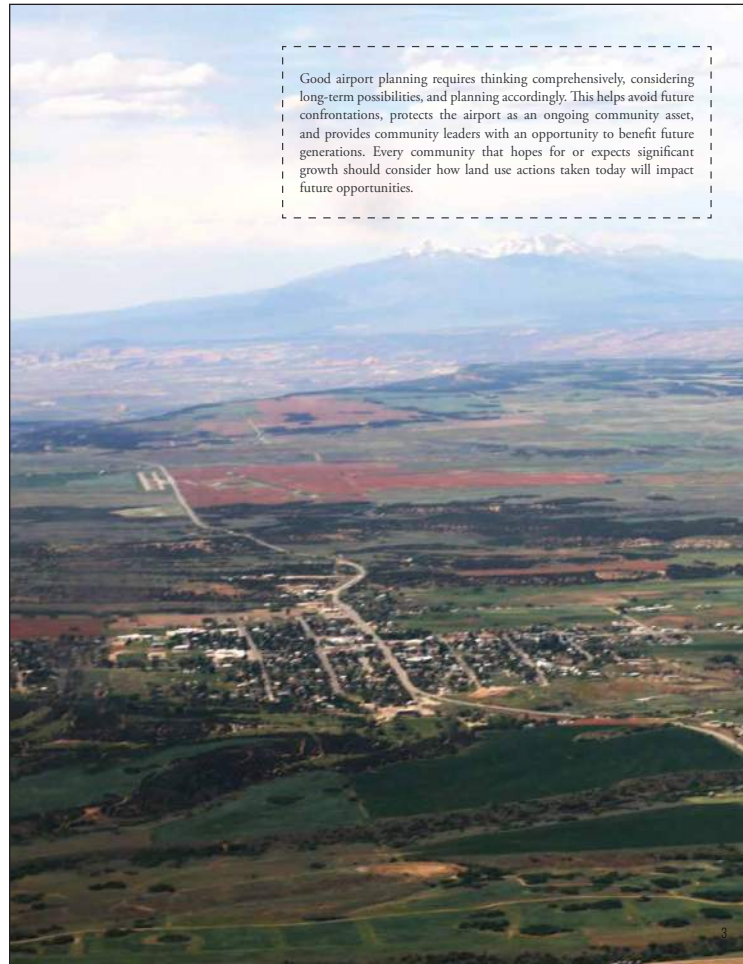 Good airport planning requires thinking comprehensively, considering
long-term possibilities, and planning accordingly. This helps avoid future
confrontations, protects the airport as an ongoing community asset,
and provides community leaders with an opportunity to benefit future
generations. Every community that hopes for or expects significant
growth should consider how land use actions taken today will impact
future opportunities.
3